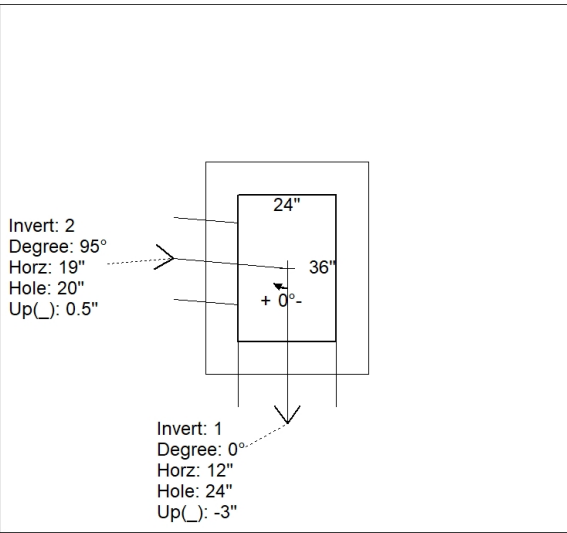 24"
Invert: 2
Degree: 95°
Horz: 19"
Hole: 20"
Up(_): 0.5"
36"
+ 0°-
Invert: 1
Degree: 0°
Horz: 12"
Hole: 24"
Up(_): -3"